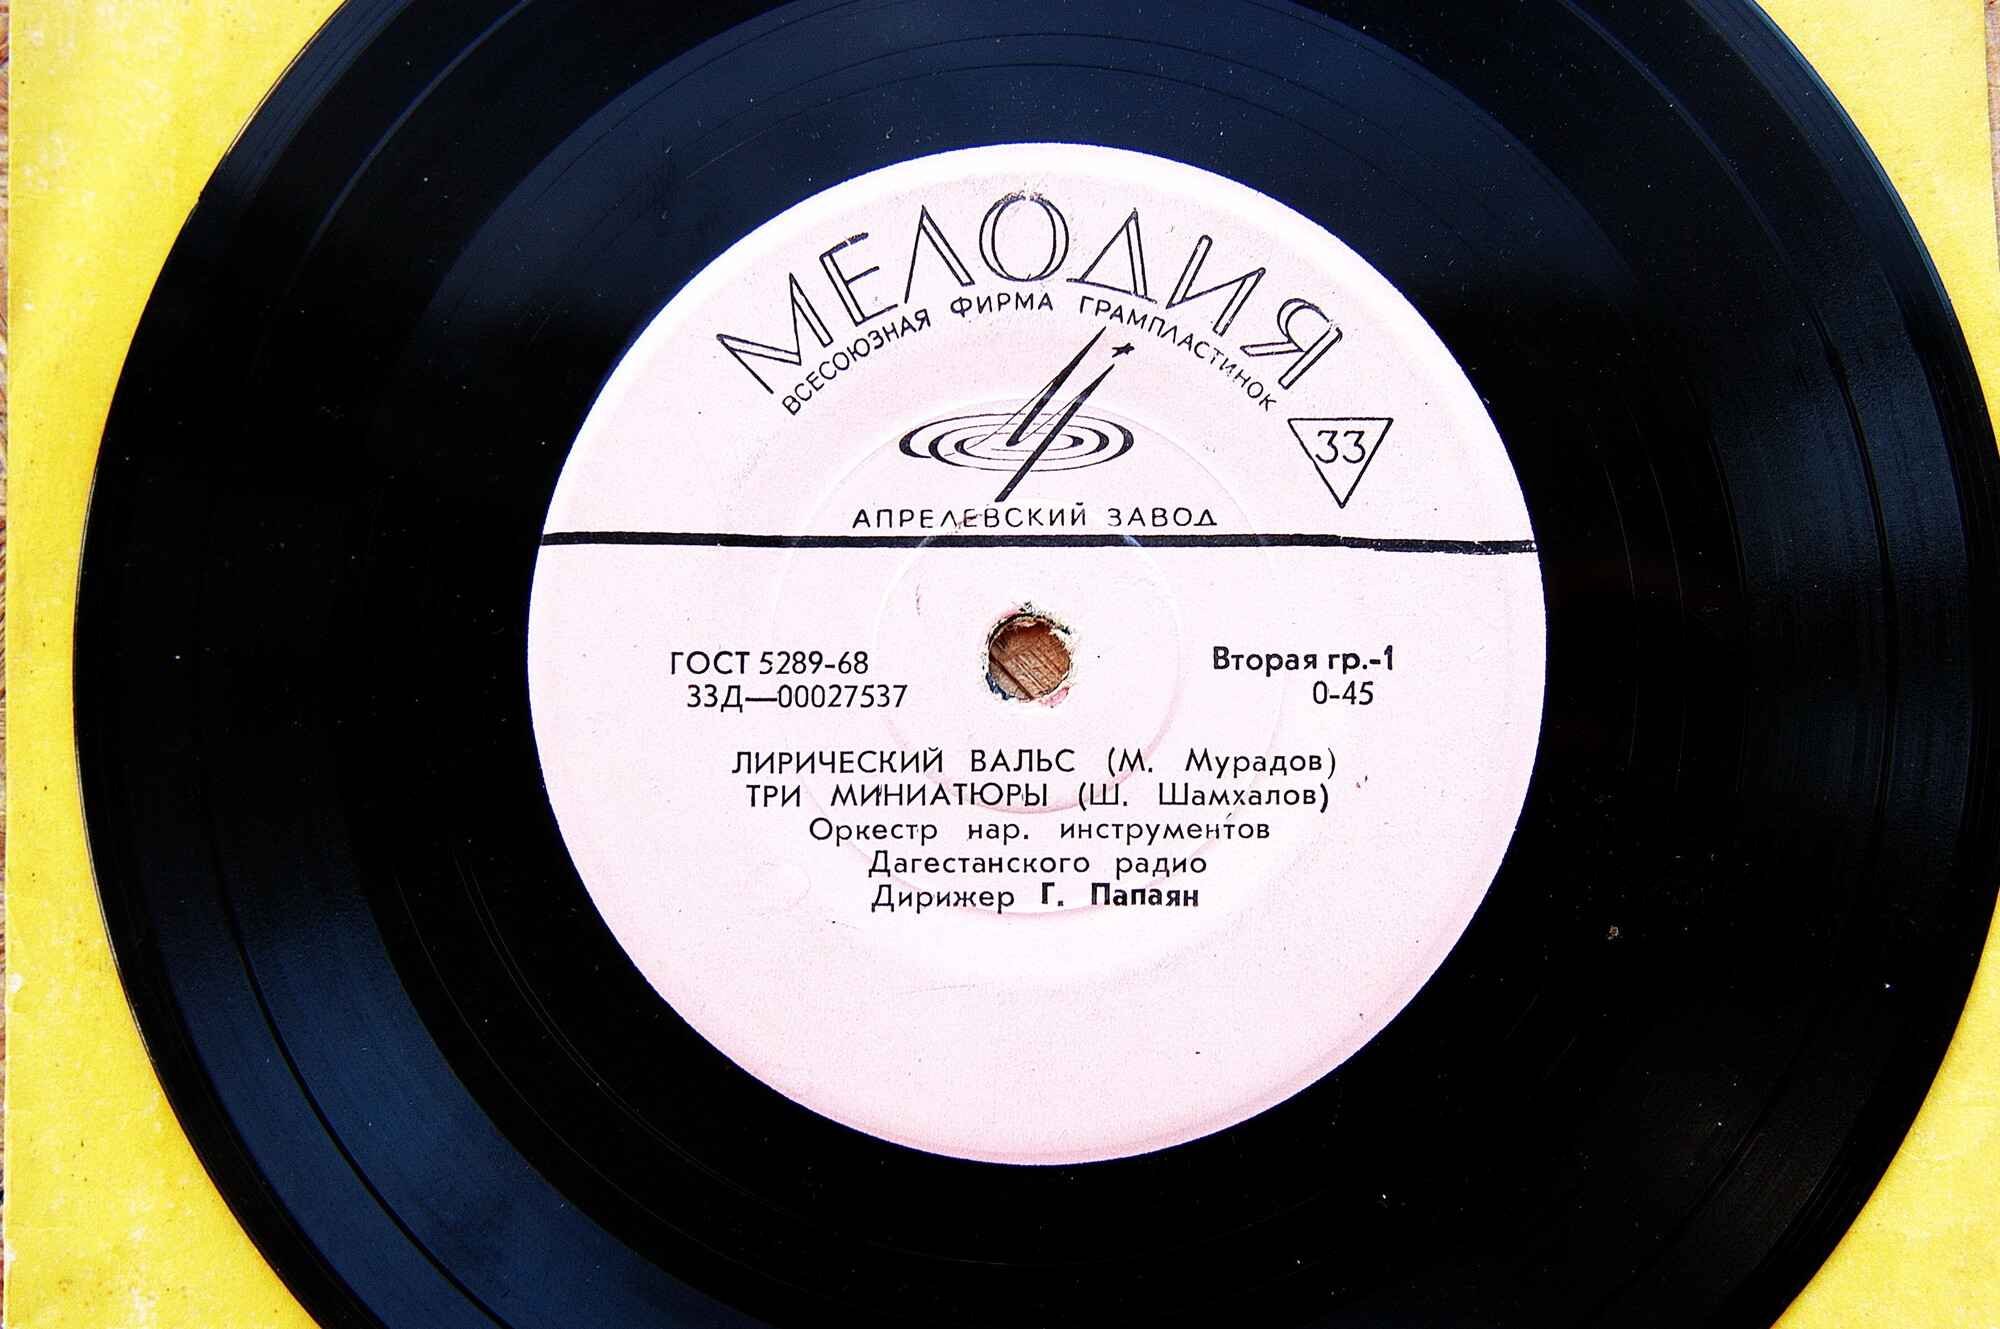 МЕЛОДИЯ
ВСЕСОЮЗНАЯ ФИРМА ГРАМПЛАСТИНОК
33
АПРЕЛЕВСКИЙ ЗАВОД
ГОСТ 5289-68
33Д—00027537
Вторая гр.-1
0-45
ЛИРИЧЕСКИЙ ВАЛЬС (М. Мурадов)
ТРИ МИНИАТЮРЫ (Ш. Шамхалов)
Оркестр нар. инструментов
Дагестанского радио
Дирижер Г. Папаян